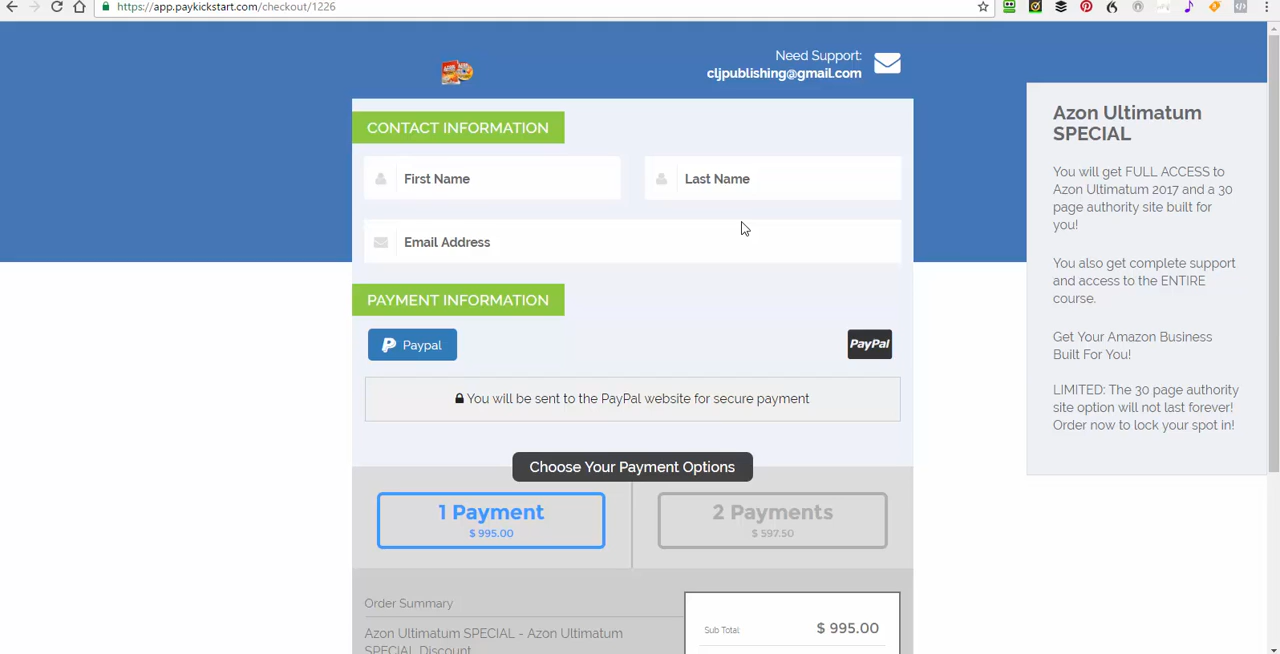 https://app.paykickstart.com/checkout/1226
Need Support:
cljpublishing@gmail.com
CONTACT INFORMATION
First Name
Last Name
Email Address
PAYMENT INFORMATION
Paypal
PayPal
You will be sent to the PayPal website for secure payment
Choose Your Payment Options
1 Payment
$ 995.00
2 Payments
$ 597.50
Order Summary
Azon Ultimatum SPECIAL - Azon Ultimatum
SPECIAL Discount
Sub Total
$ 995.00
Azon Ultimatum
SPECIAL
You will get FULL ACCESS to
Azon Ultimatum 2017 and a 30
page authority site built for
you!
You also get complete support
and access to the ENTIRE
course.
Get Your Amazon Business
Built For You!
LIMITED: The 30 page authority
site option will not last forever!
Order now to lock your spot in!